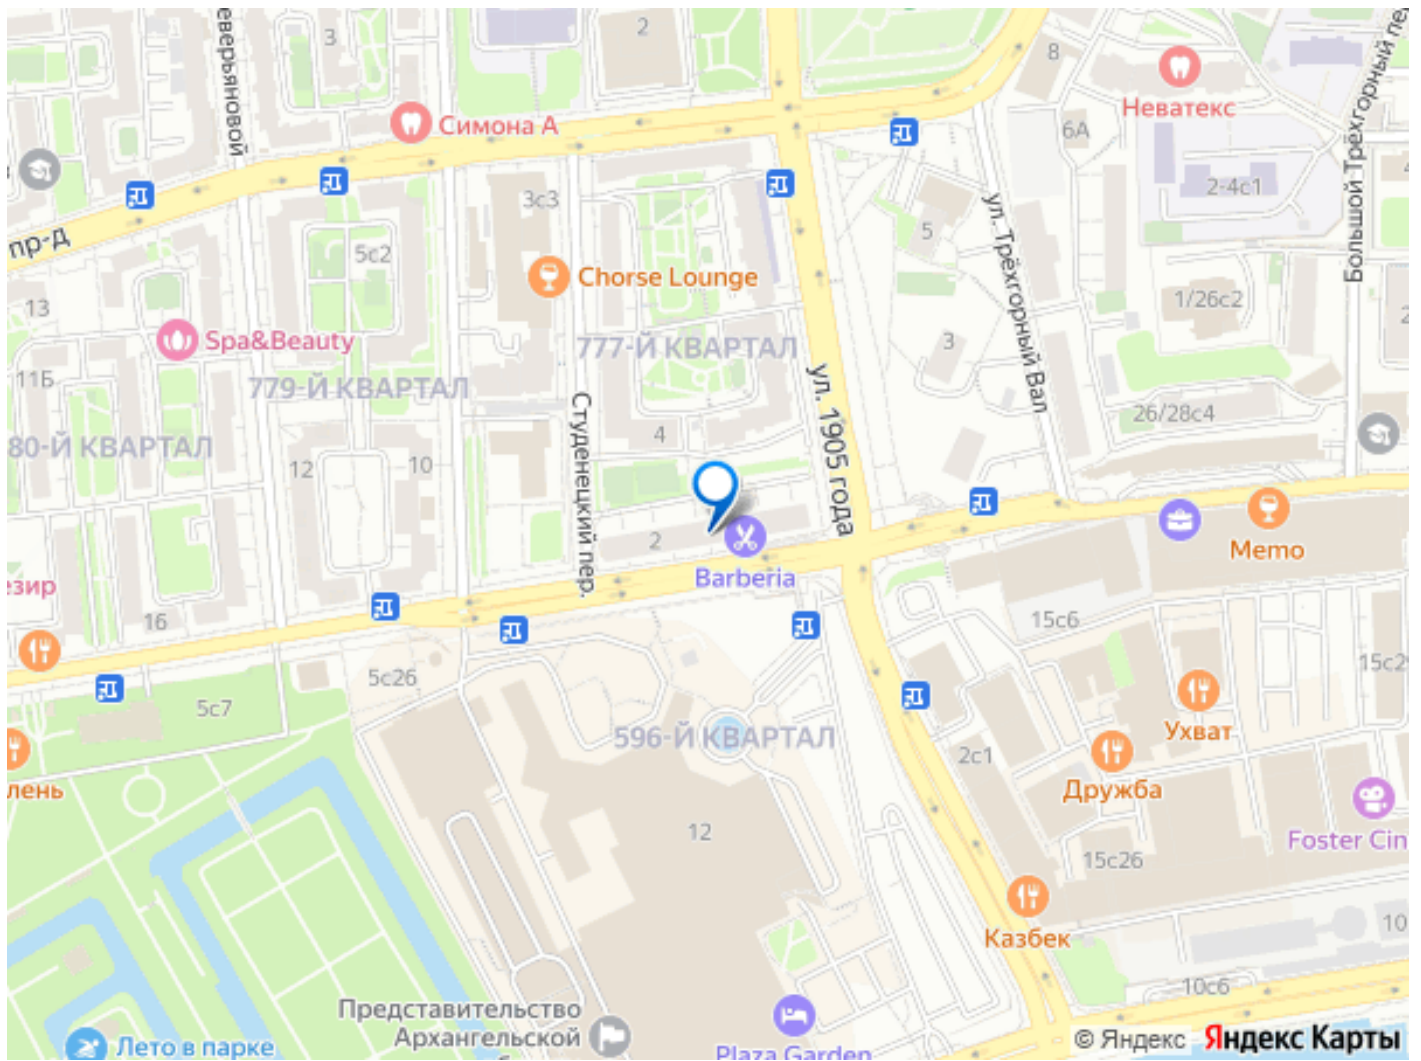 еверьяновой
3
2
8
Неватекс
Большой Трёхгорный пе
Симона А
6А
2-4с1
пр-д
5с2
3с3
5
ул. Трёхгорный Вал
Chorse Lounge
13
1/26с2
Spa&Beauty
777-Й КВАРТАЛ
3
11Б
779-Й КВАРТАЛ
ул. 1905 года
Студенецкий пер.
26/28с4
80-Й КВАРТАЛ
4
12
10
2
Memo
Barberia
езир
16
15с6
5с26
15с2
5с7
596-Й КВАРТАЛ
Ухват
2с1
лень
Дружба
12
Foster Cin
15с26
10
Казбек
10с6
Представительство
Архангельской
Лето в парке
Plaza Garden
© Яндекс Яндекс Карты